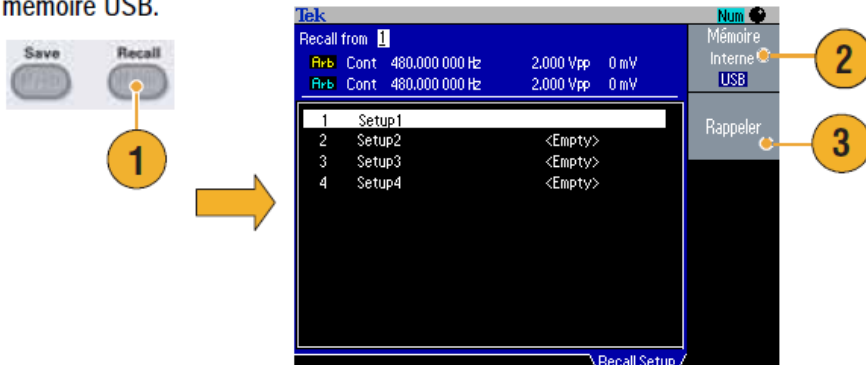 mémoire USB.
Save Recall
1
Tek
Num
Recall from 1
Arb Cont 480.000 000 Hz 2.000 Vpp 0 mV
Arb Cont 480.000 000 Hz 2.000 Vpp 0 mV
1 Setup1
2 Setup2 <Empty>
3 Setup3 <Empty>
4 Setup4 <Empty>
Recall Setup
Mémoire
Interne
USB
2
Rappeler
3